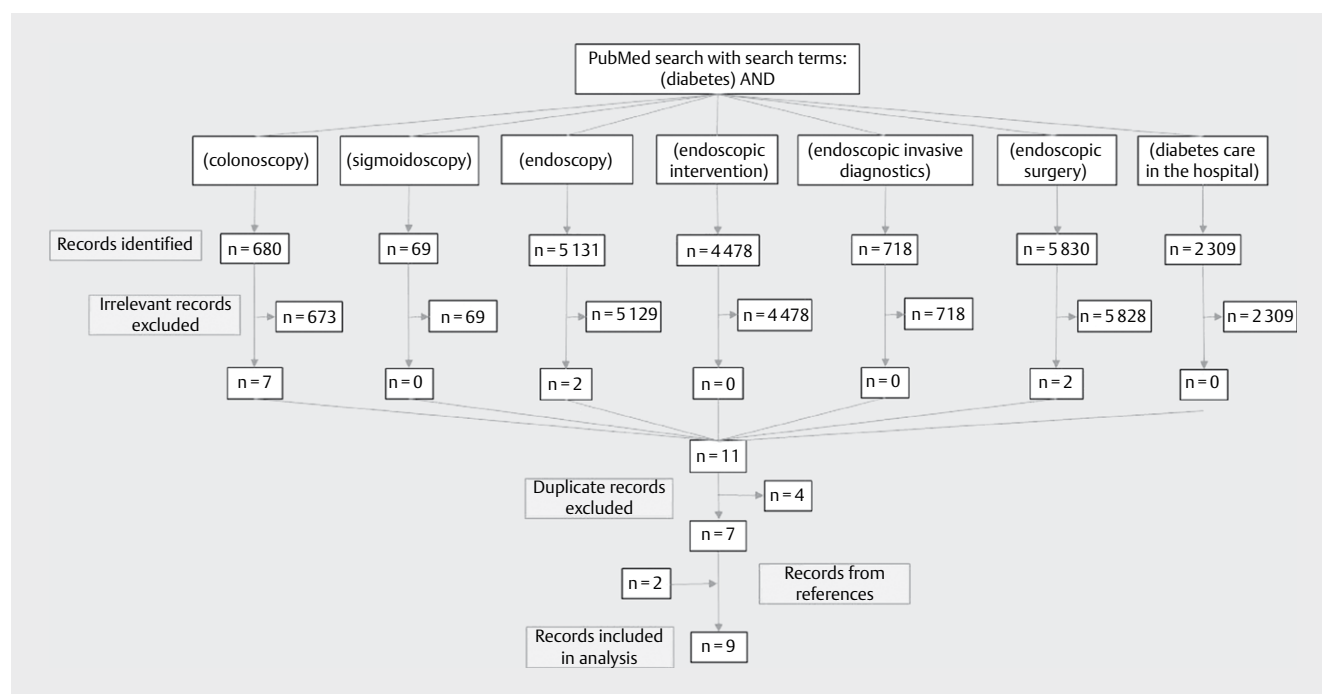 PubMed search with search terms:
(diabetes) AND
(colonoscopy)
(sigmoidoscopy)
(endoscopy)
(endoscopic
intervention)
(endoscopic invasive
diagnostics)
(endoscopic
surgery)
(diabetes care
in the hospital)
Records identified
n = 680
n = 69
n = 5 131
n = 4 478
n = 718
n = 5 830
n = 2 309
Irrelevant records
excluded
n = 673
n = 69
n = 5 129
n = 4 478
n = 718
n = 5 828
n = 2 309
n = 7
n = 0
n = 2
n = 0
n = 0
n = 2
n = 0
n = 11
Duplicate records
excluded
n = 4
n = 7
n = 2
Records from
references
Records included
in analysis
n = 9